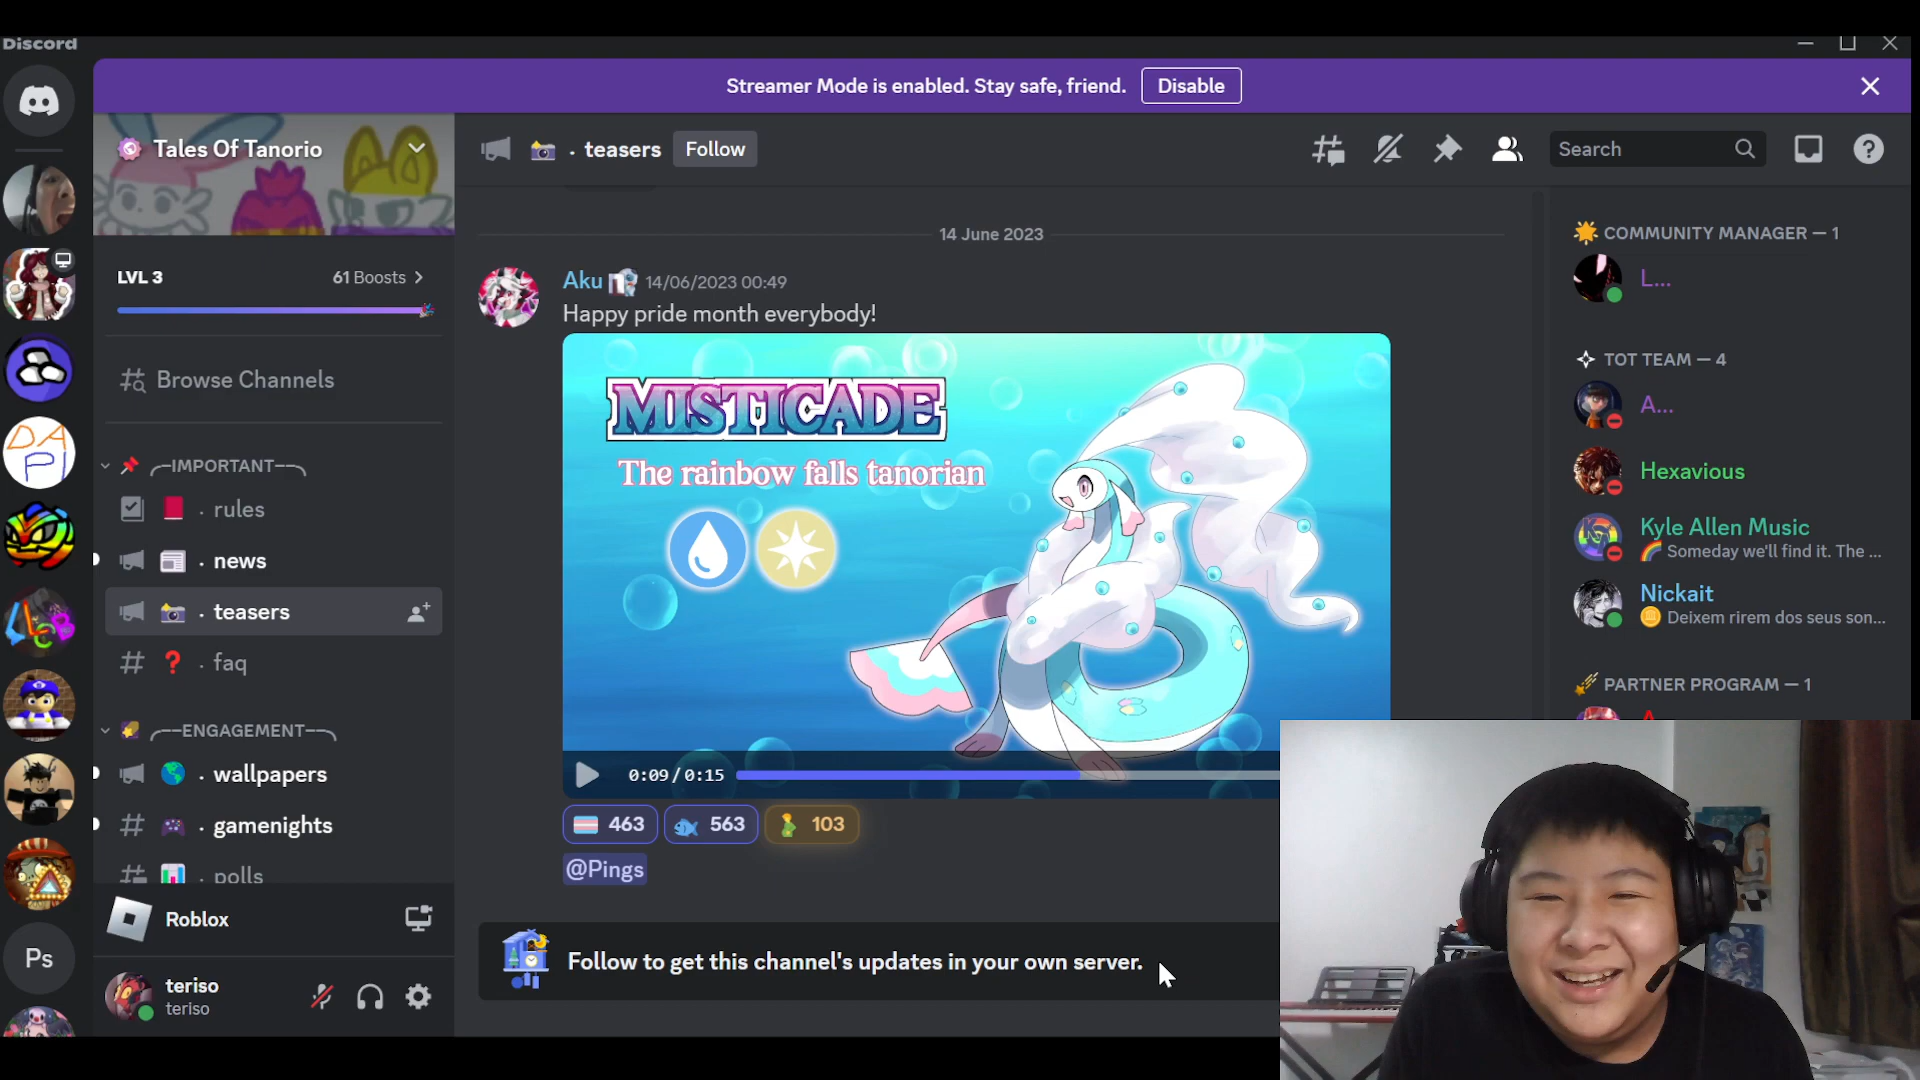 Discord
Streamer Mode is enabled. Stay safe, friend.
Disable
Tales Of Tanorio
LVL 3
61 Boosts
Browse Channels
IMPORTANT
rules
news
teasers
faq
ENGAGEMENT
wallpapers
gamenights
polls
Roblox
teriso
teriso
DAPI
Ps
teasers
Follow
Search
14 June 2023
Aku 14/06/2023 00:49
Happy pride month everybody!
MISTICADE
The rainbow falls tanorian
0:09/0:15
463
563
103
@Pings
Follow to get this channel's updates in your own server.
COMMUNITY MANAGER — 1
L...
TOT TEAM — 4
A...
Hexavious
Kyle Allen Music
Someday we'll find it. The ...
Nickait
Deixem rirem dos seus son...
PARTNER PROGRAM — 1